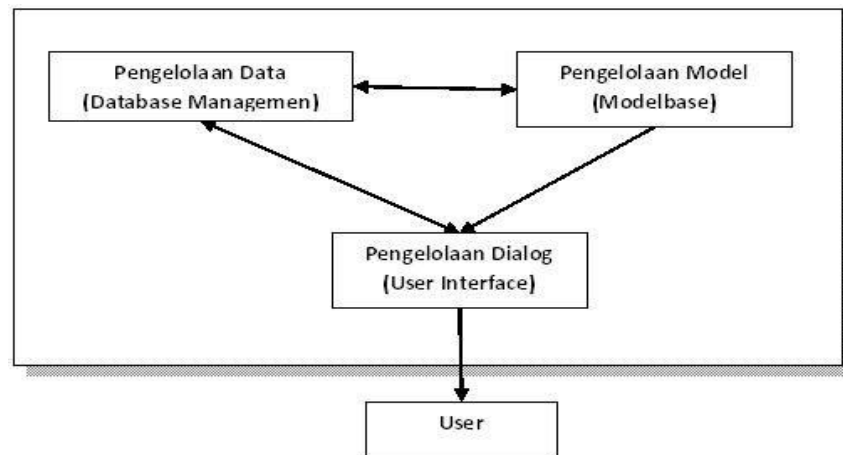 Pengelolaan Data
(Database Managemen)
Pengelolaan Model
(Modelbase)
Pengelolaan Dialog
(User Interface)
User